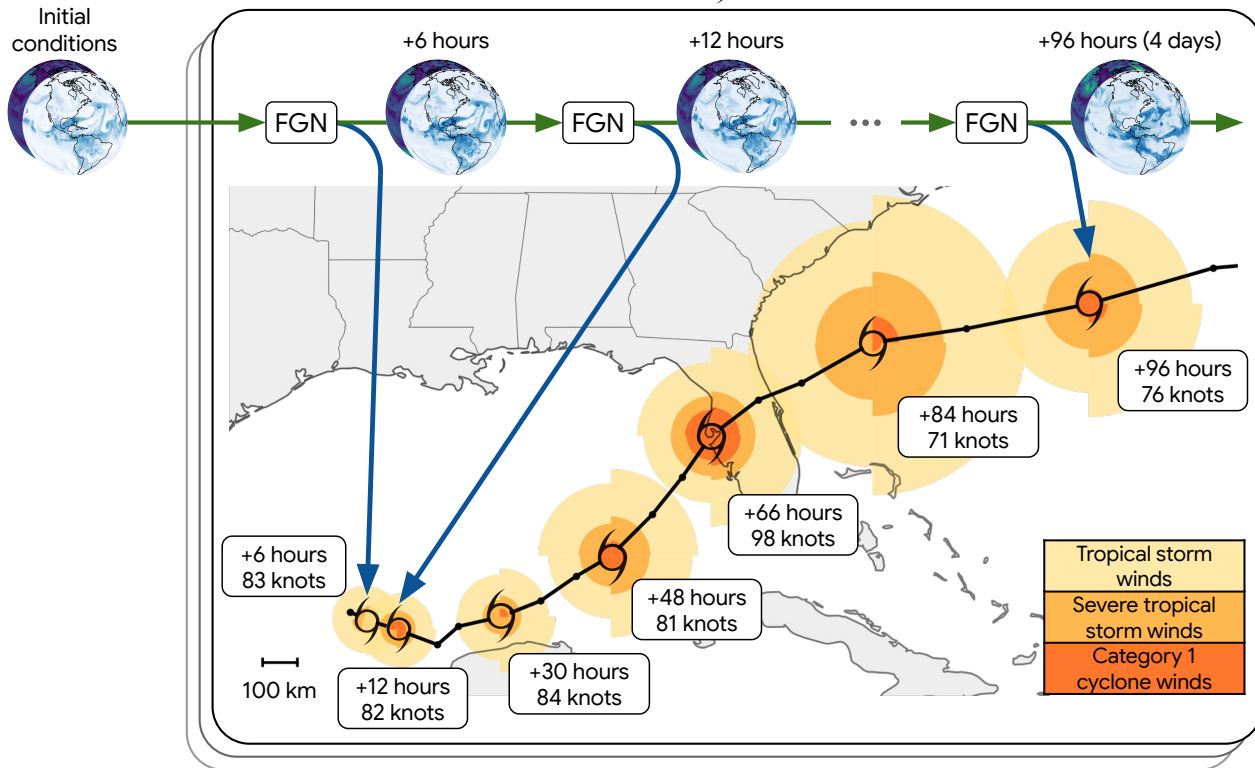 Initial
conditions
+6 hours
+12 hours
+96 hours (4 days)
FGN
FGN
...
FGN
+96 hours
76 knots
+84 hours
71 knots
+66 hours
98 knots
+6 hours
83 knots
+48 hours
81 knots
+30 hours
84 knots
+12 hours
82 knots
100 km
Tropical storm
winds
Severe tropical
storm winds
Category 1
cyclone winds